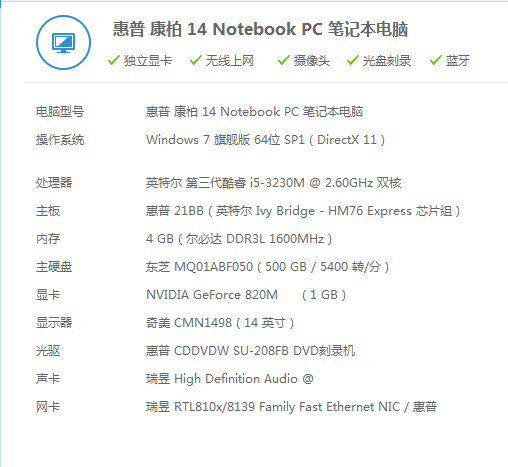 惠普 康柏 14 Notebook PC 笔记本电脑
独立显卡 无线上网 摄像头 光盘刻录 蓝牙
电脑型号 惠普 康柏 14 Notebook PC 笔记本电脑
操作系统 Windows 7 旗舰版 64位 SP1 ( DirectX 11 )
处理器 英特尔 第三代酷睿 i5-3230M @ 2.60GHz 双核
主板 惠普 21BB ( 英特尔 Ivy Bridge - HM76 Express 芯片组 )
内存 4 GB ( 尔必达 DDR3L 1600MHz )
主硬盘 东芝 MQ01ABF050 ( 500 GB / 5400 转/分 )
显卡 NVIDIA GeForce 820M ( 1 GB )
显示器 奇美 CMN1498 ( 14 英寸 )
光驱 惠普 CDDVDW SU-208FB DVD刻录机
声卡 瑞昱 High Definition Audio @
网卡 瑞昱 RTL810x/8139 Family Fast Ethernet NIC / 惠普